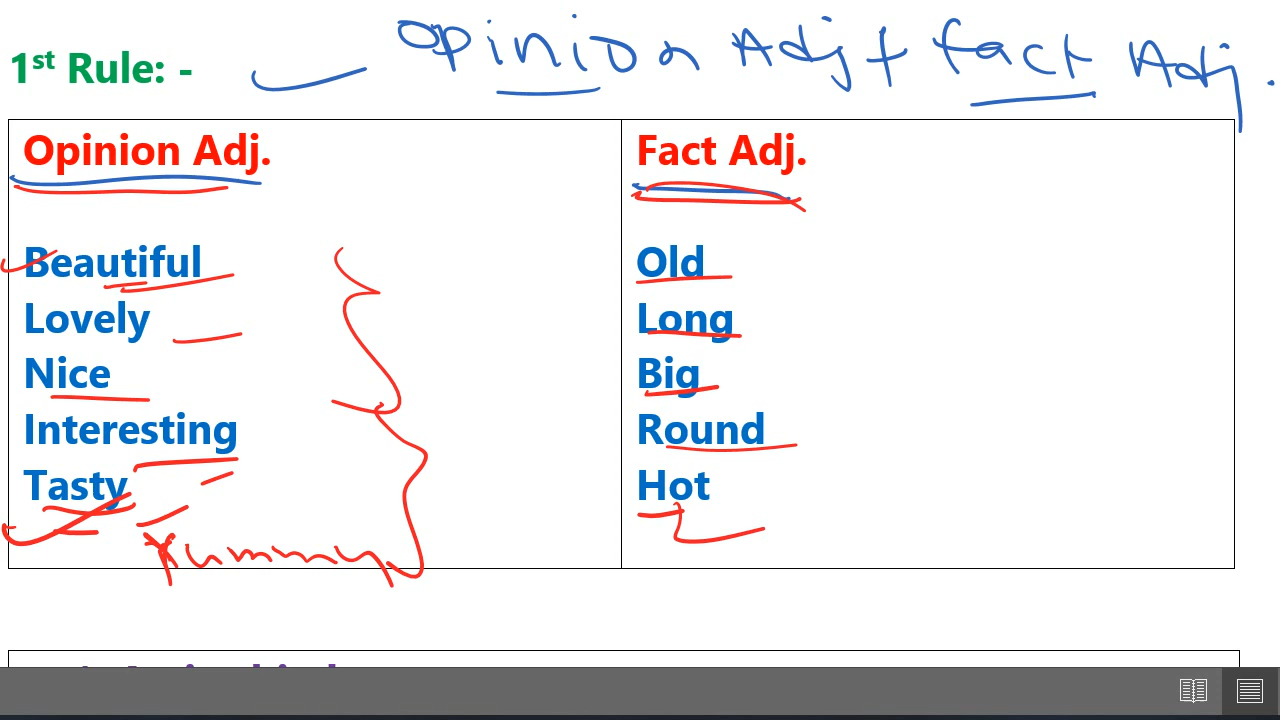 opinion Adj + fact Adj.
1st Rule: -
Opinion Adj.
Beautiful
Lovely
Nice
Interesting
Tasty
Yummy
Fact Adj.
Old
Long
Big
Round
Hot